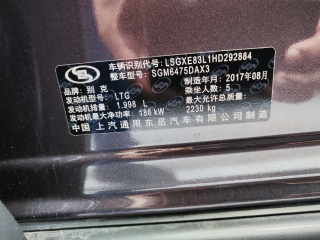 车辆识别代号: LSGXE83L1HD292884
整车型号: SGM6475DAX3
品牌: 别克 制造年月: 2017年08月
发动机型号: LTG 乘坐人数: 5
发动机排量: 1.998 L 最大允许总质量:
发动机最大净功率: 186 kW 2230 kg
中国 上汽通用东岳汽车有限公司制造